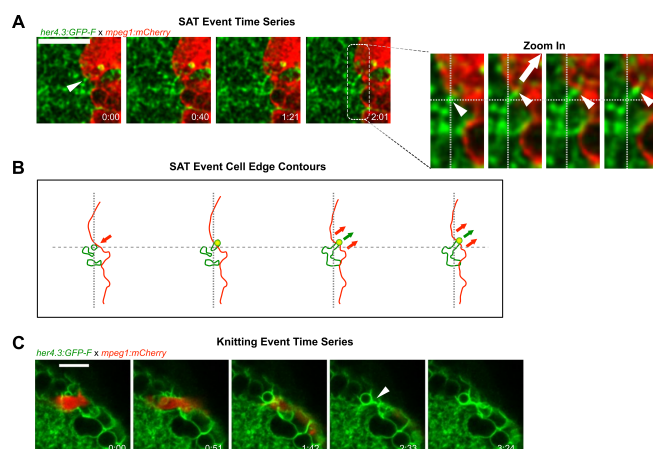 A
SAT Event Time Series
her4.3:GFP-F x mpeg1:mCherry
Zoom In
0:00
0:40
1:21
2:01
B
SAT Event Cell Edge Contours
C
Knitting Event Time Series
her4.3:GFP-F x mpeg1:mCherry
0:00
0:51
1:42
2:33
3:24